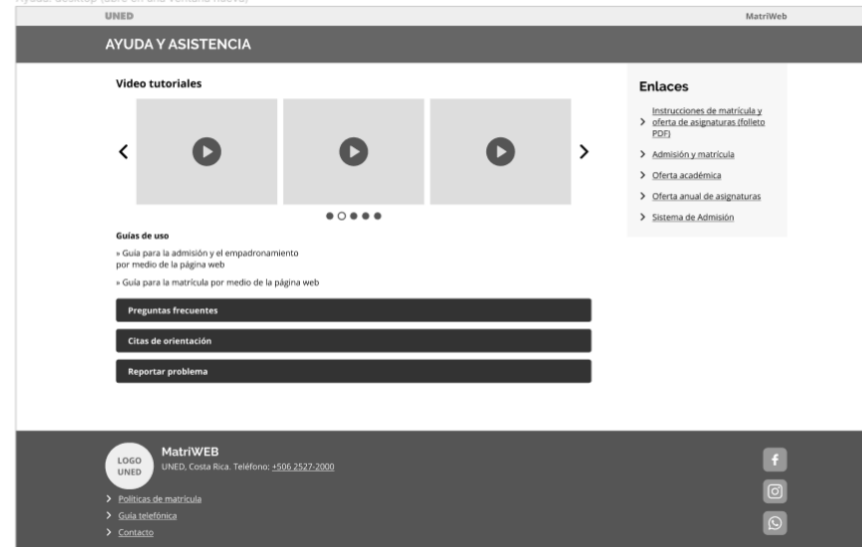 UNED
MatriWeb
AYUDA Y ASISTENCIA
Video tutoriales
Guías de uso
» Guía para la admisión y el empadronamiento
por medio de la página web
» Guía para la matrícula por medio de la página web
Preguntas frecuentes
Citas de orientación
Reportar problema
Enlaces
Instrucciones de matrícula y
oferta de asignaturas (folleto
PDF)
Admisión y matrícula
Oferta académica
Oferta anual de asignaturas
Sistema de Admisión
LOGO
UNED
MatriWEB
UNED, Costa Rica. Teléfono: +506 2527-2000
Políticas de matrícula
Guía telefónica
Contacto